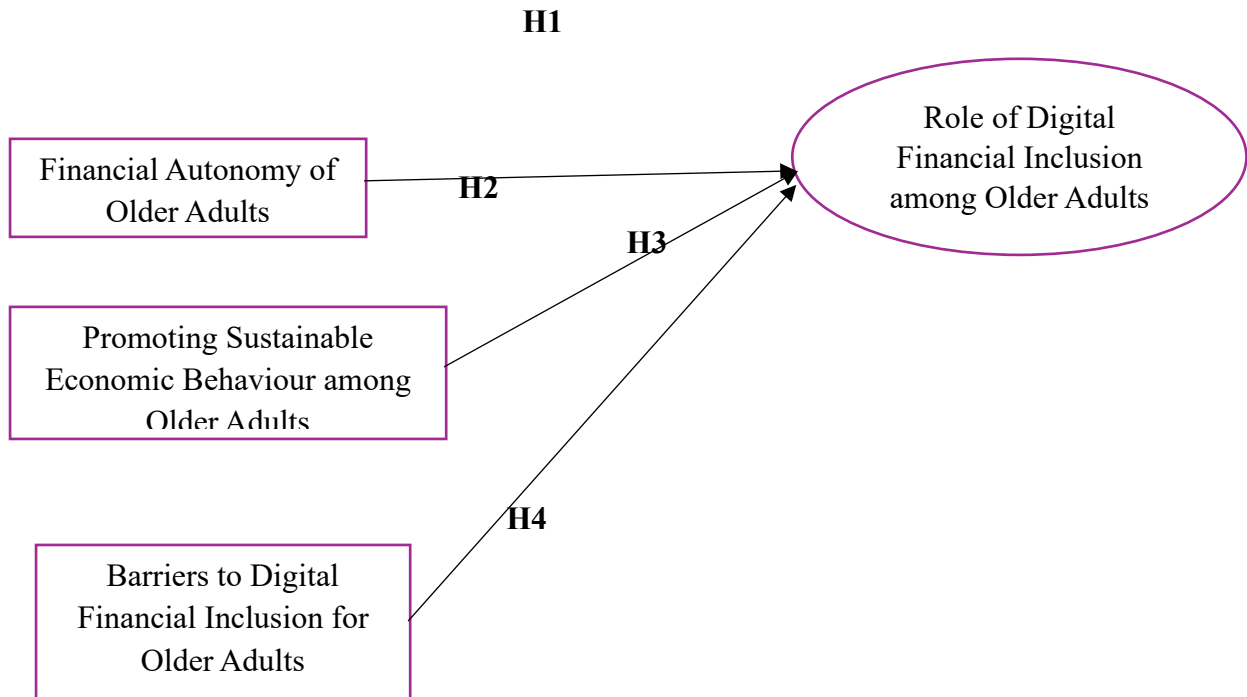 H1
Role of Digital
Financial Inclusion
among Older Adults
Financial Autonomy of
Older Adults
H2
H3
Promoting Sustainable
Economic Behaviour among
Older Adults
H4
Barriers to Digital
Financial Inclusion for
Older Adults